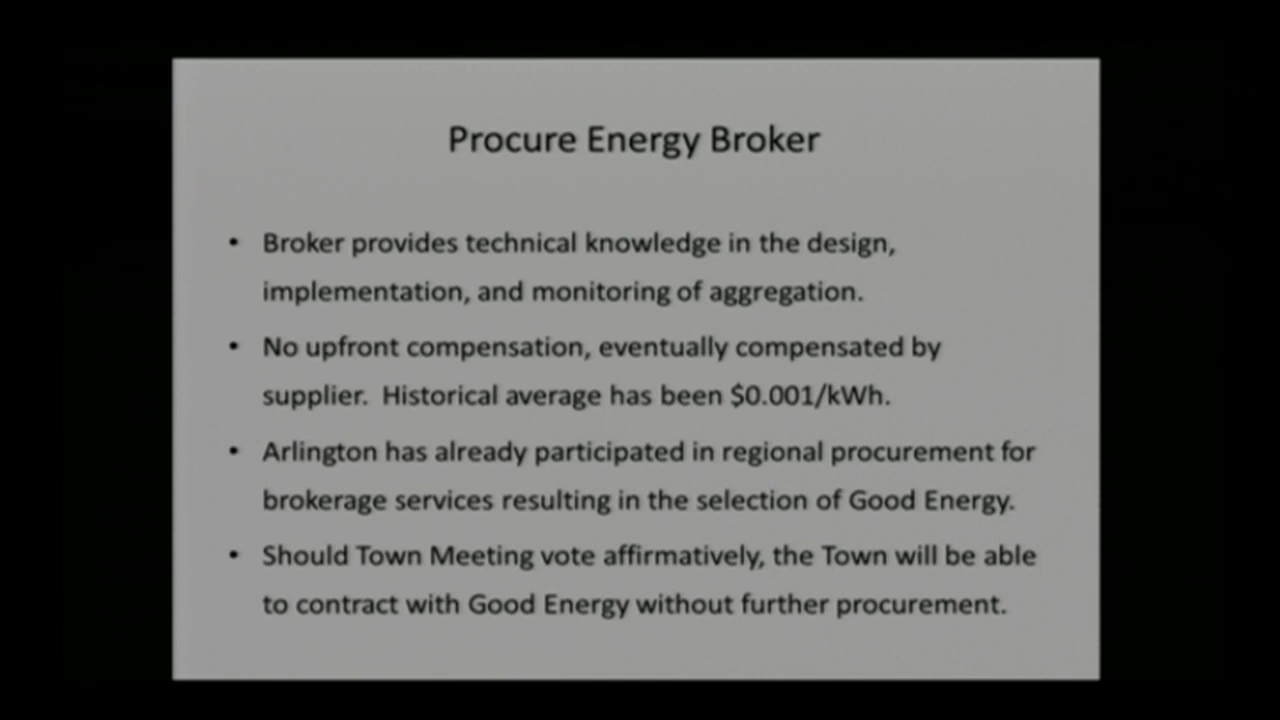 Procure Energy Broker
• Broker provides technical knowledge in the design,
implementation, and monitoring of aggregation.
• No upfront compensation, eventually compensated by
supplier.  Historical average has been $0.001/kWh.
• Arlington has already participated in regional procurement for
brokerage services resulting in the selection of Good Energy.
• Should Town Meeting vote affirmatively, the Town will be able
to contract with Good Energy without further procurement.